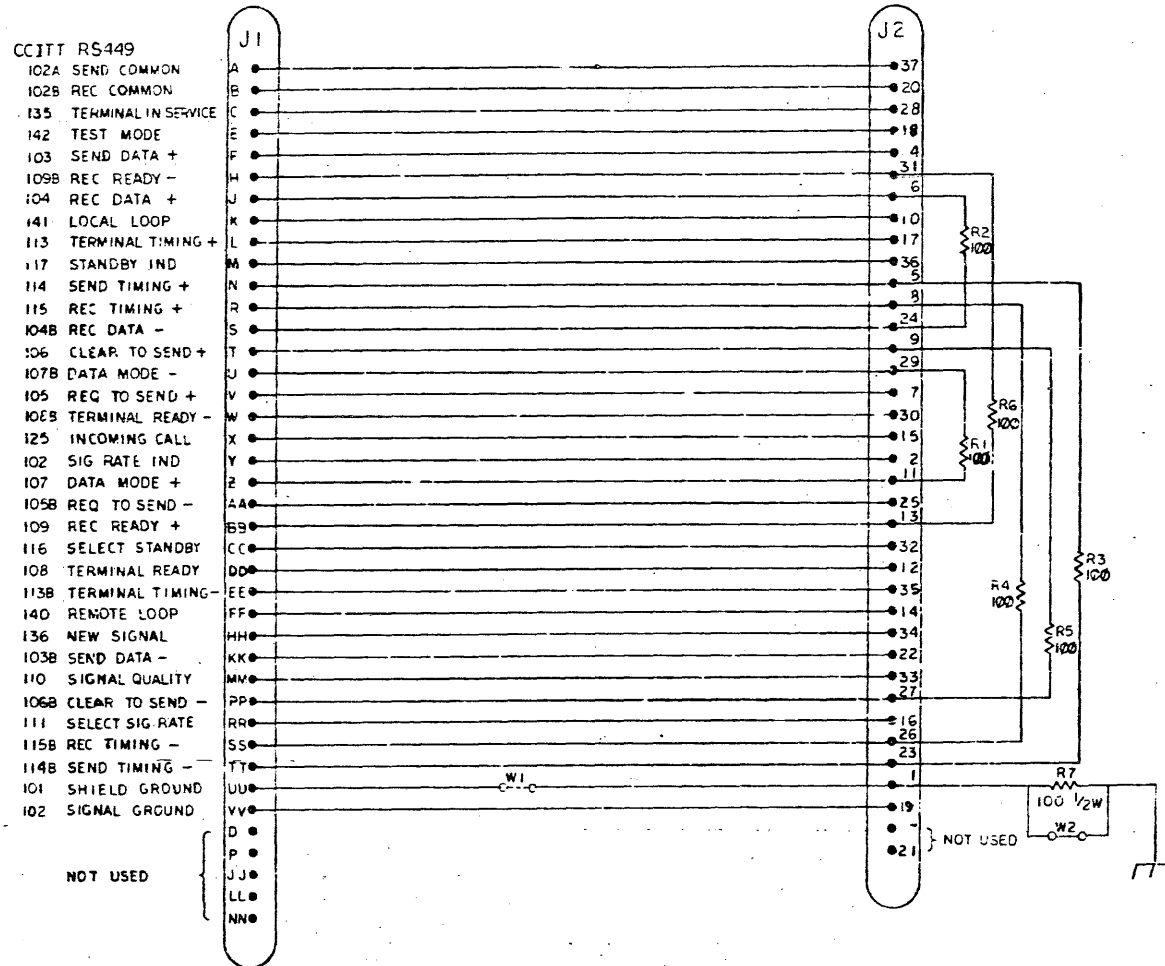 J1 J2
CCITT RS449
102A SEND COMMON A 37
102B REC COMMON B 20
135 TERMINAL IN SERVICE C 28
142 TEST MODE E 18
103 SEND DATA + F 4
109B REC READY - H 31
104 REC DATA + J 6
141 LOCAL LOOP K 10
113 TERMINAL TIMING + L 17
117 STANDBY IND M 36
114 SEND TIMING + N 5
115 REC TIMING + R 8
104B REC DATA - S 24
106 CLEAR TO SEND + T 9
107B DATA MODE - U 29
105 REQ TO SEND + V 7
108B TERMINAL READY - W 30
125 INCOMING CALL X 15
102 SIG RATE IND Y 2
107 DATA MODE + Z 11
105B REQ TO SEND - AA 25
109 REC READY + BB 13
116 SELECT STANDBY CC 32
108 TERMINAL READY DD 12
113B TERMINAL TIMING - EE 35
140 REMOTE LOOP FF 14
136 NEW SIGNAL HH 34
103B SEND DATA - KK 22
110 SIGNAL QUALITY MM 33
106B CLEAR TO SEND - PP 27
111 SELECT SIG RATE RR 16
115B REC TIMING - SS 26
114B SEND TIMING - TT 23
101 SHIELD GROUND UU W1 1
102 SIGNAL GROUND VV 19
D -
P 21 NOT USED
NOT USED JJ
LL
NN
R2
100
R6
100
R1
100
R3
100
R4
100
R5
100
R7
100 1/2W
W2